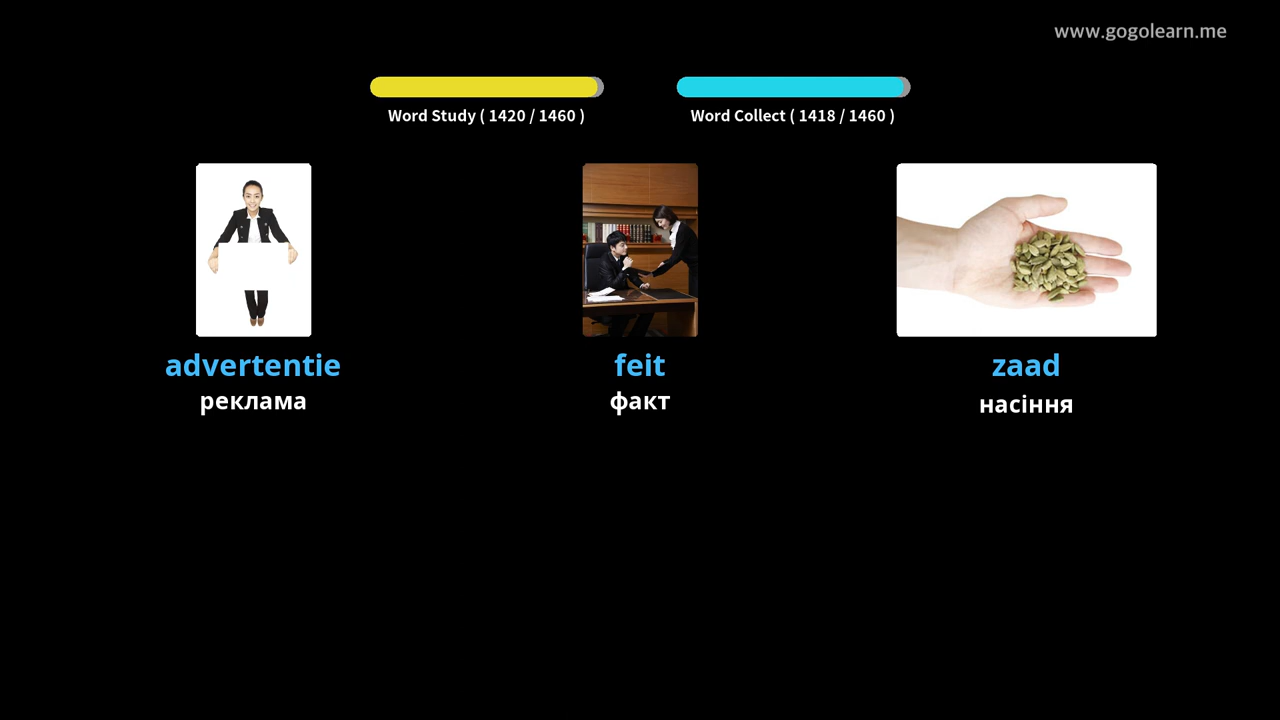 www.gogolearn.me
Word Study ( 1420 / 1460 )
Word Collect ( 1418 / 1460 )
advertentie
реклама
feit
факт
zaad
насіння